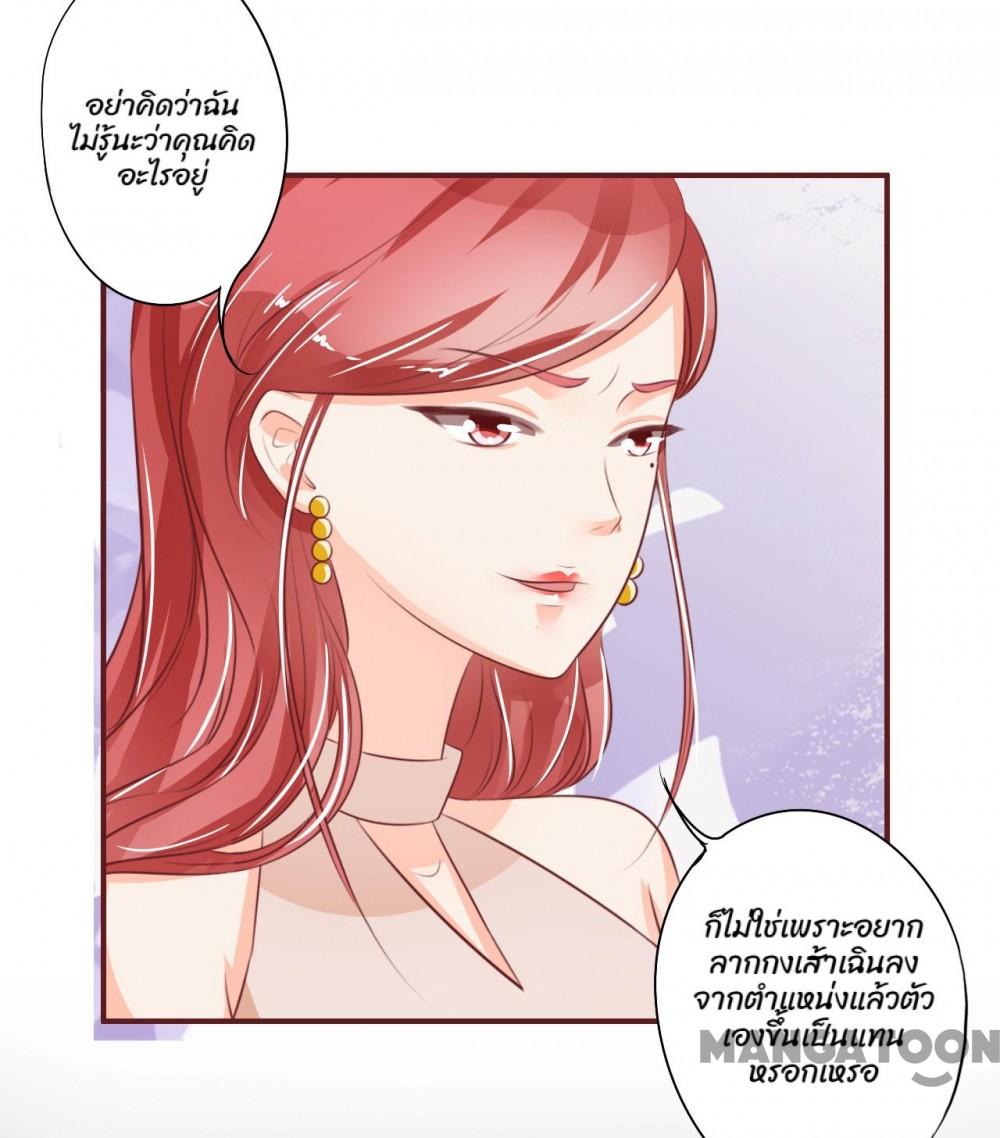 อย่าคิดว่าฉัน
ไม่รู้นะว่าคุณคิด
อะไรอยู่
ก็ไม่ใช่เพราะอยาก
ลากกงเส้าเฉินลง
จากตำแหน่งแล้วตัว
เองขึ้นเป็นแทน
หรอกเหรอ
MANGATOON